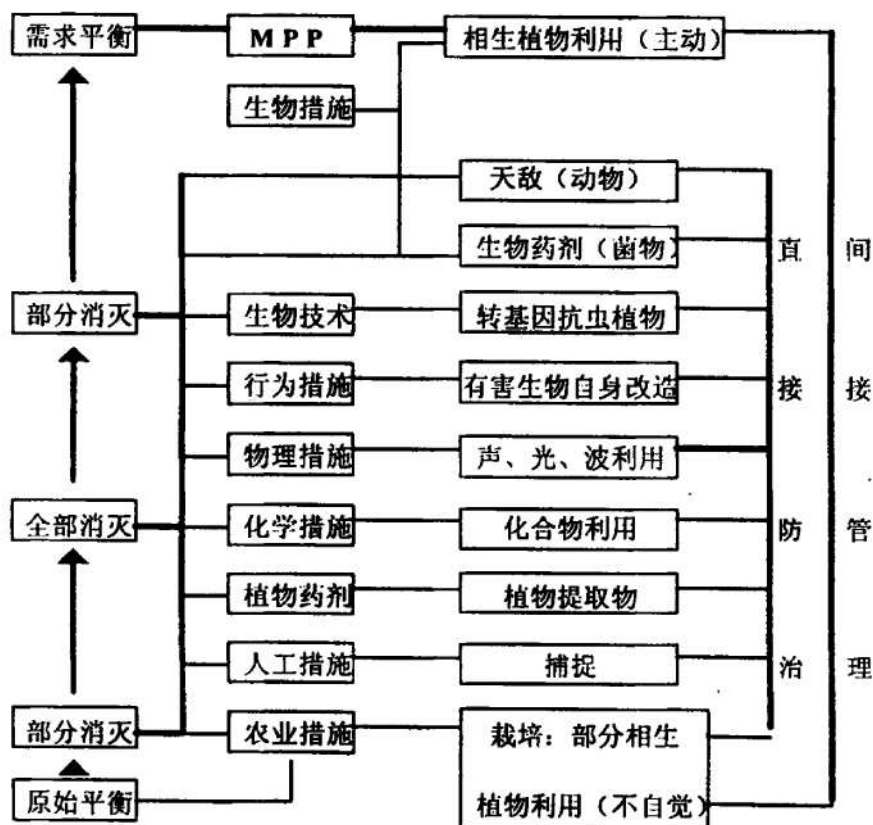 需求平衡 MPP 相生植物利用（主动）
生物措施
天敌（动物）
生物药剂（菌物） 直 间
部分消灭 生物技术 转基因抗虫植物
行为措施 有害生物自身改造 接 接
物理措施 声、光、波利用
全部消灭 化学措施 化合物利用 防 管
植物药剂 植物提取物
人工措施 捕捉 治 理
部分消灭 农业措施 栽培：部分相生
原始平衡 植物利用（不自觉）